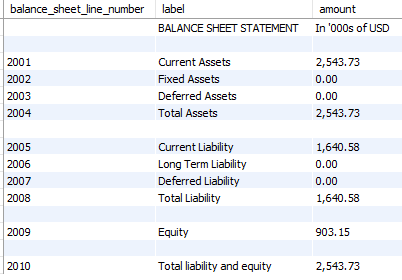 balance_sheet_line_number label amount
BALANCE SHEET STATEMENT In '000s of USD
2001 Current Assets 2,543.73
2002 Fixed Assets 0.00
2003 Deferred Assets 0.00
2004 Total Assets 2,543.73
2005 Current Liability 1,640.58
2006 Long Term Liability 0.00
2007 Deferred Liability 0.00
2008 Total Liability 1,640.58
2009 Equity 903.15
2010 Total liability and equity 2,543.73